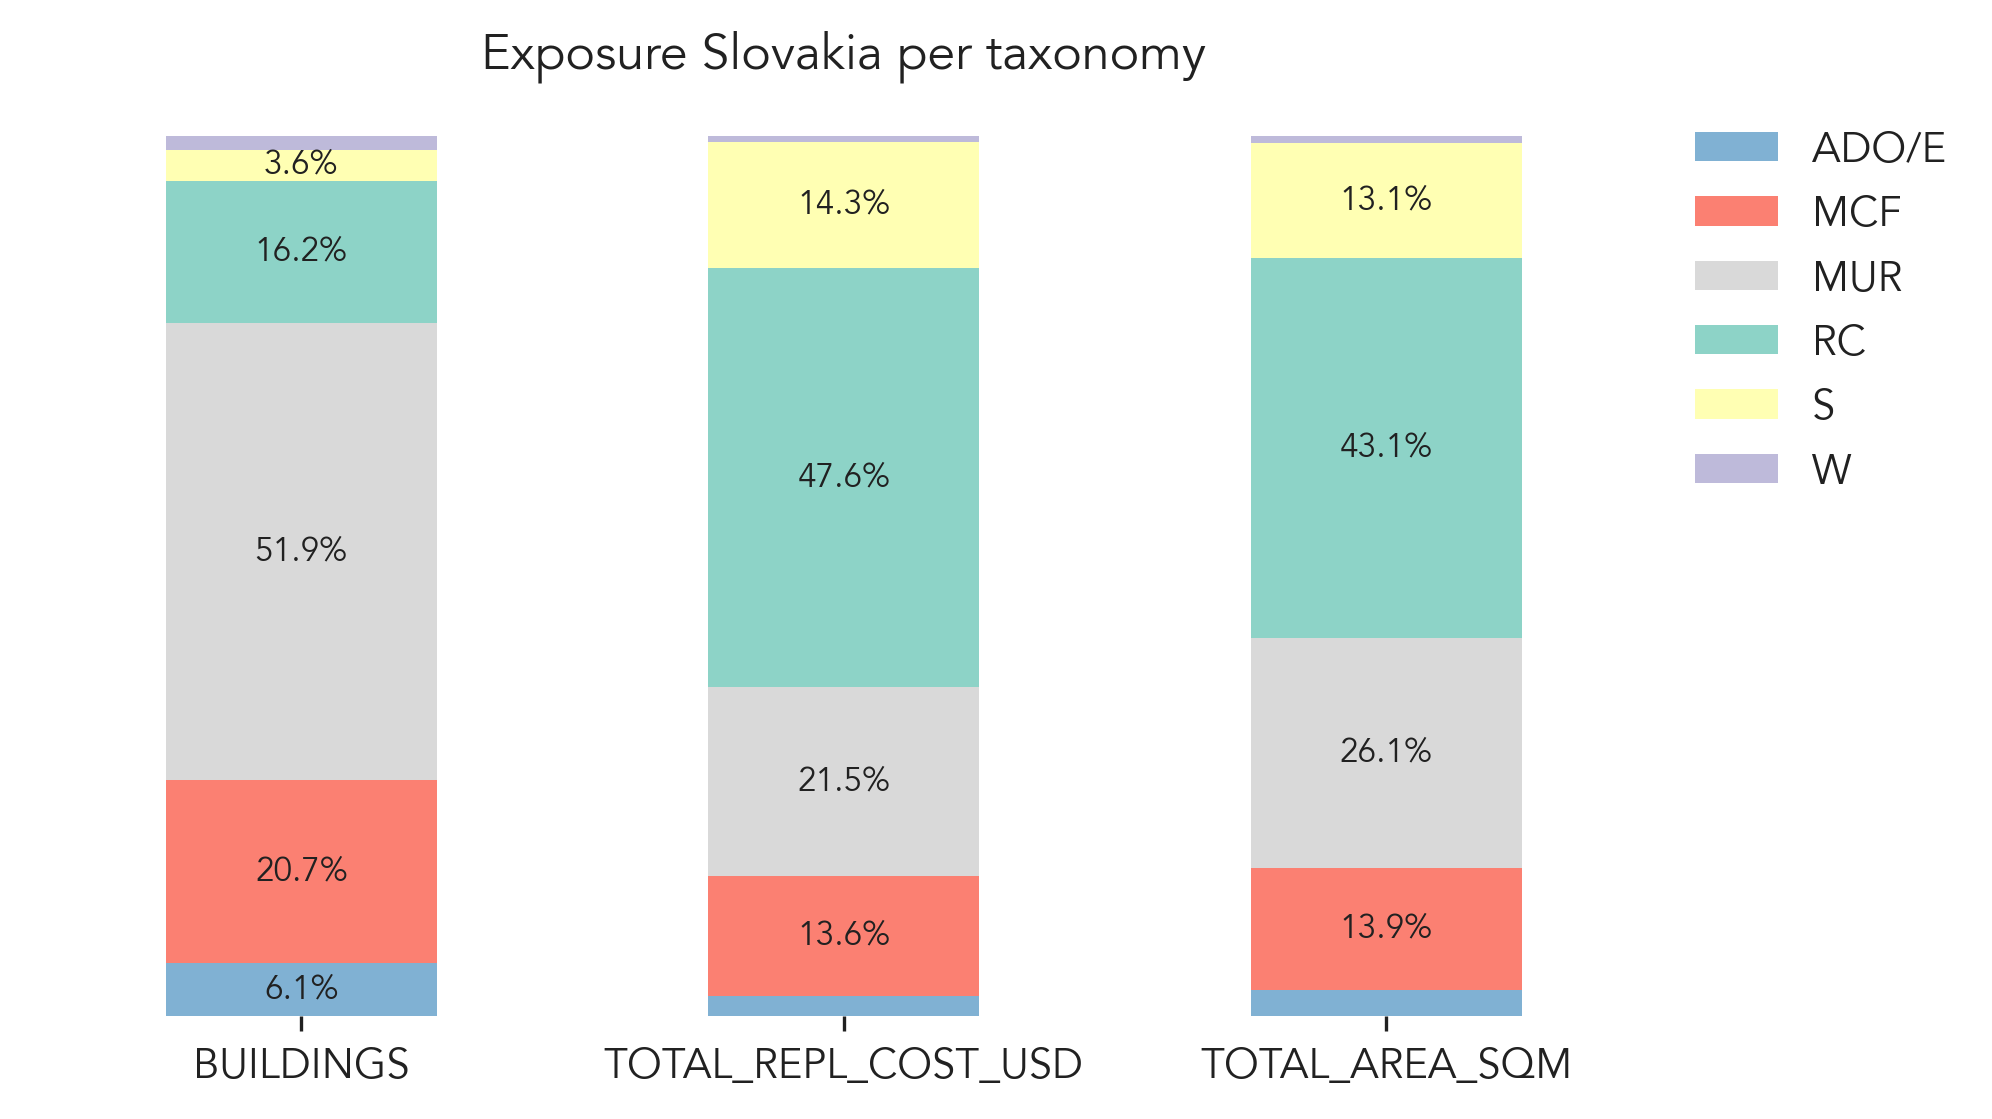 Exposure Slovakia per taxonomy
3.6%
16.2%
51.9%
20.7%
6.1%
14.3%
47.6%
21.5%
13.6%
13.1%
43.1%
26.1%
13.9%
BUILDINGS
TOTAL_REPL_COST_USD
TOTAL_AREA_SQM
ADO/E
MCF
MUR
RC
S
W